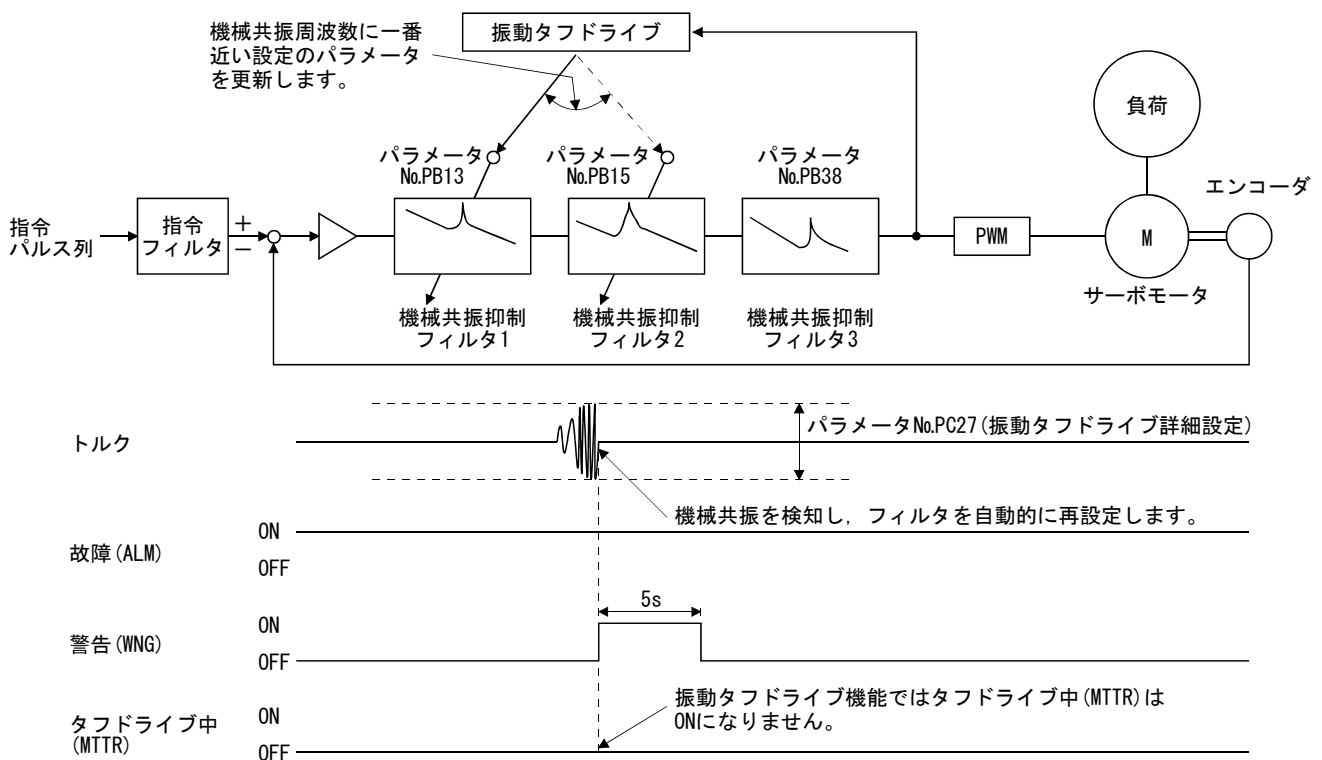 機械共振周波数に一番
近い設定のパラメータ
を更新します。
振動タフドライブ
負荷
パラメータ
No.PB13
パラメータ
No.PB15
パラメータ
No.PB38
エンコーダ
指令
パルス列
指令
フィルタ
+
−
PWM
M
サーボモータ
機械共振抑制
フィルタ1
機械共振抑制
フィルタ2
機械共振抑制
フィルタ3
トルク
パラメータNo.PC27(振動タフドライブ詳細設定)
機械共振を検知し，フィルタを自動的に再設定します。
故障(ALM)
ON
OFF
5s
警告(WNG)
ON
OFF
振動タフドライブ機能ではタフドライブ中(MTTR)は
ONになりません。
タフドライブ中
(MTTR)
ON
OFF